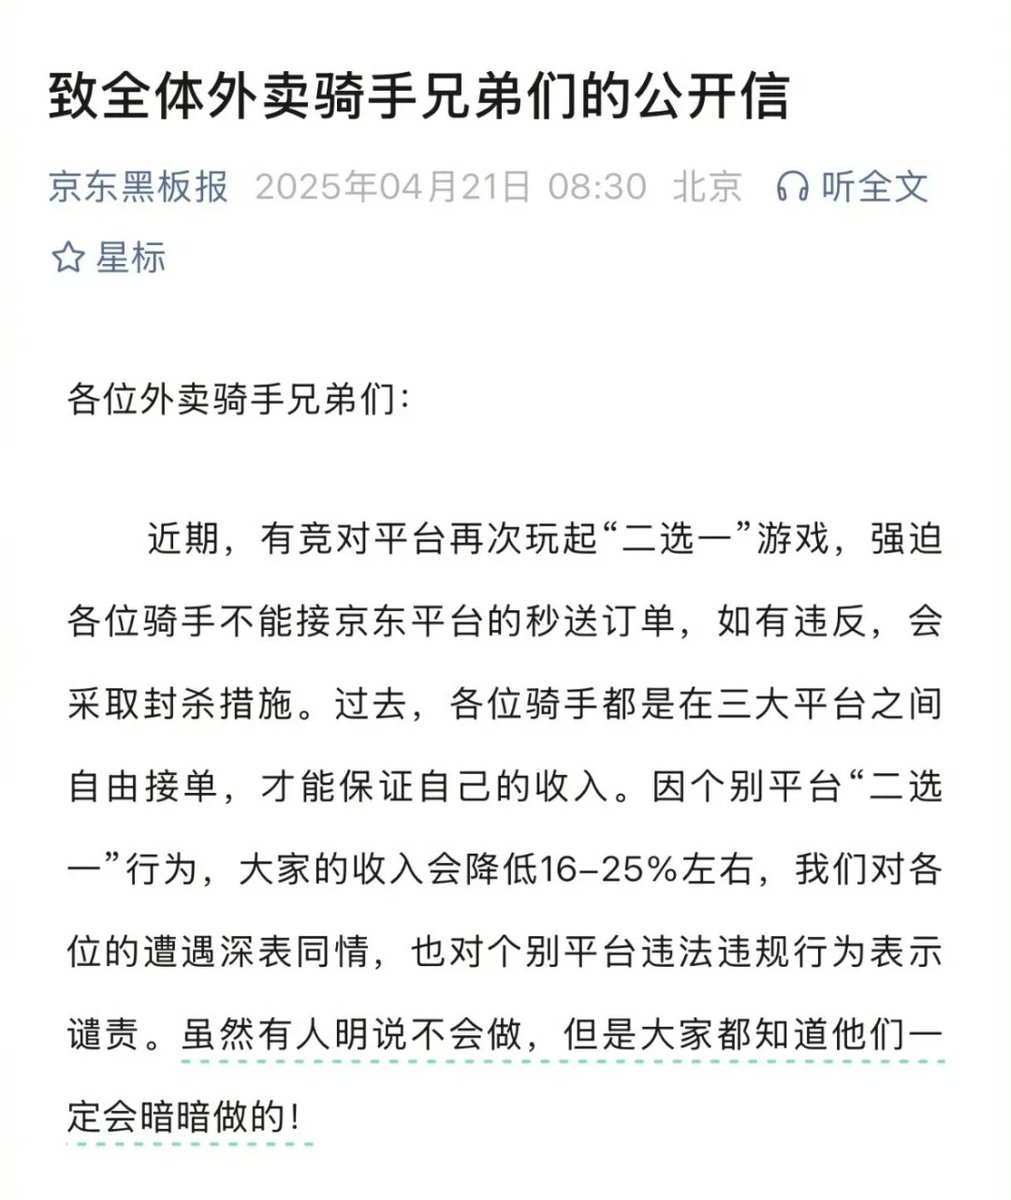 致全体外卖骑手兄弟们的公开信
京东黑板报 2025年04月21日 08:30 北京 听全文
星标
各位外卖骑手兄弟们：
近期，有竞对平台再次玩起“二选一”游戏，强迫
各位骑手不能接京东平台的秒送订单，如有违反，会
采取封杀措施。过去，各位骑手都是在三大平台之间
自由接单，才能保证自己的收入。因个别平台“二选
一”行为，大家的收入会降低16–25%左右，我们对各
位的遭遇深表同情，也对个别平台违法违规行为表示
谴责。虽然有人明说不会做，但是大家都知道他们一
定会暗暗做的！